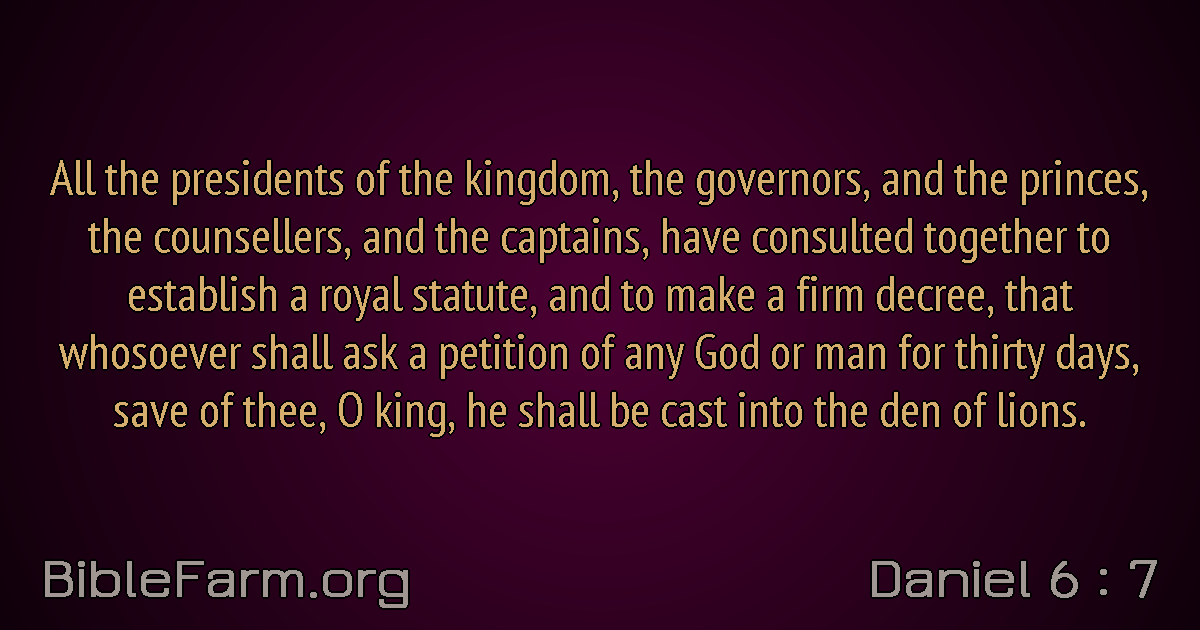 All the presidents of the kingdom, the governors, and the princes,
the counsellers, and the captains, have consulted together to
establish a royal statute, and to make a firm decree, that
whosoever shall ask a petition of any God or man for thirty days,
save of thee, O king, he shall be cast into the den of lions.
BibleFarm.org
Daniel 6 : 7